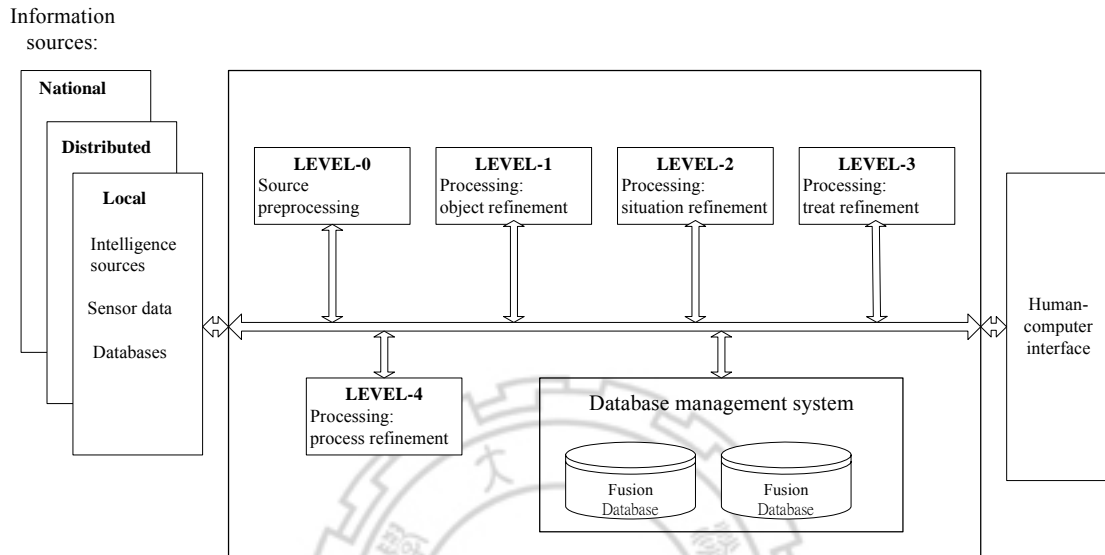 Information
sources:
National
Distributed
Local
Intelligence
sources
Sensor data
Databases
LEVEL-0
Source
preprocessing
LEVEL-1
Processing:
object refinement
LEVEL-2
Processing:
situation refinement
LEVEL-3
Processing:
treat refinement
LEVEL-4
Processing:
process refinement
Database management system
Fusion
Database
Fusion
Database
Human-
computer
interface
大